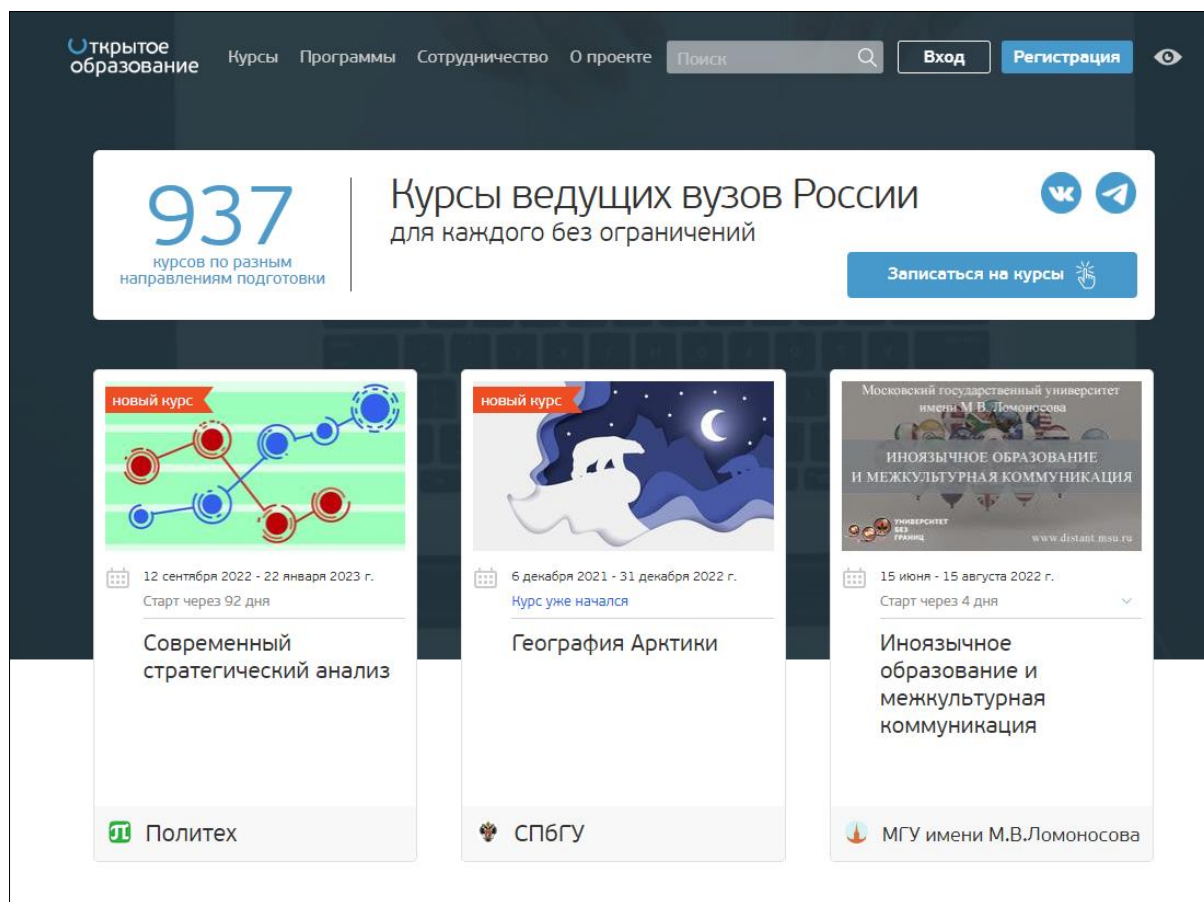 Открытое
образование
Курсы Программы Сотрудничество О проекте Поиск Вход Регистрация
937
курсов по разным
направлениям подготовки
Курсы ведущих вузов России
для каждого без ограничений
Записаться на курсы
новый курс
12 сентября 2022 - 22 января 2023 г.
Старт через 92 дня
Современный
стратегический анализ
Политех
новый курс
6 декабря 2021 - 31 декабря 2022 г.
Курс уже начался
География Арктики
СПбГУ
Московский государственный университет
имени М.В. Ломоносова
ИНОЯЗЫЧНОЕ ОБРАЗОВАНИЕ
И МЕЖКУЛЬТУРНАЯ КОММУНИКАЦИЯ
УНИВЕРСИТЕТ
БЕЗ
ГРАНИЦ
www.distant.msu.ru
15 июня - 15 августа 2022 г.
Старт через 4 дня
Иноязычное
образование и
межкультурная
коммуникация
МГУ имени М.В.Ломоносова